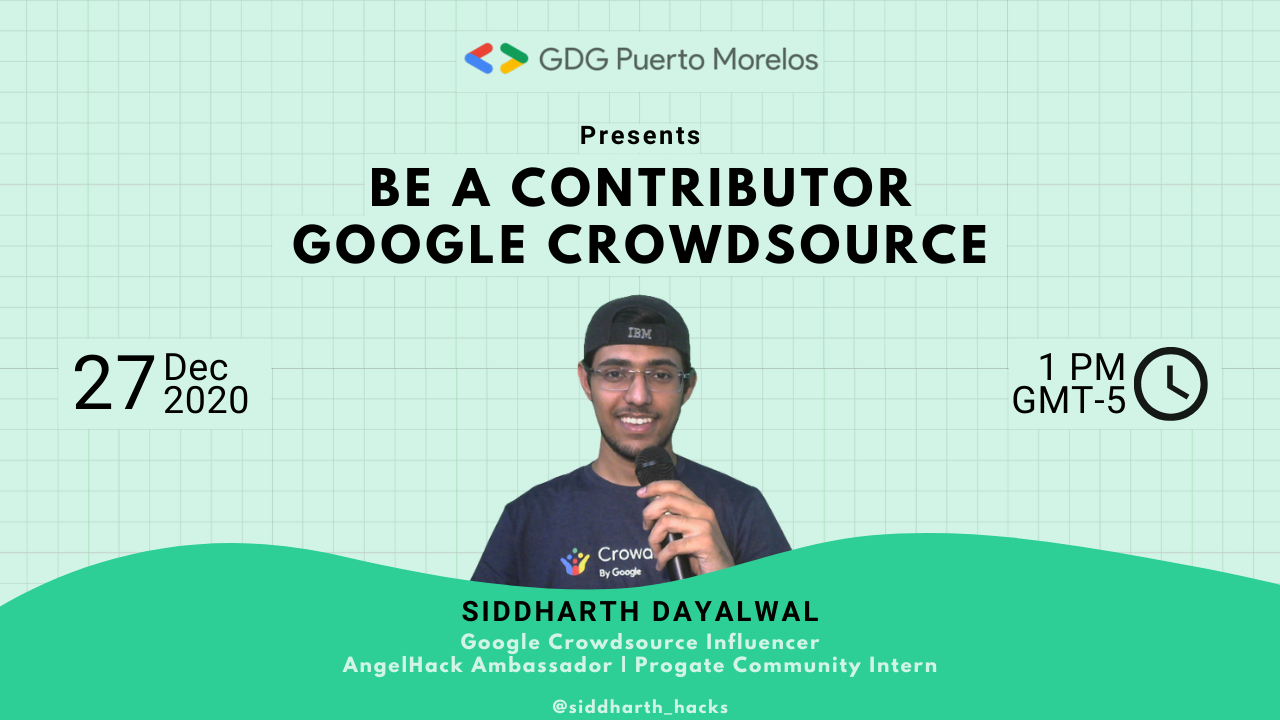 GDG Puerto Morelos
Presents
BE A CONTRIBUTOR
GOOGLE CROWDSOURCE
IBM
27 Dec
2020
1 PM
GMT-5
Crowd
By Google
SIDDHARTH DAYALWAL
Google Crowdsource Influencer
AngelHack Ambassador | Progate Community Intern
@siddharth_hacks